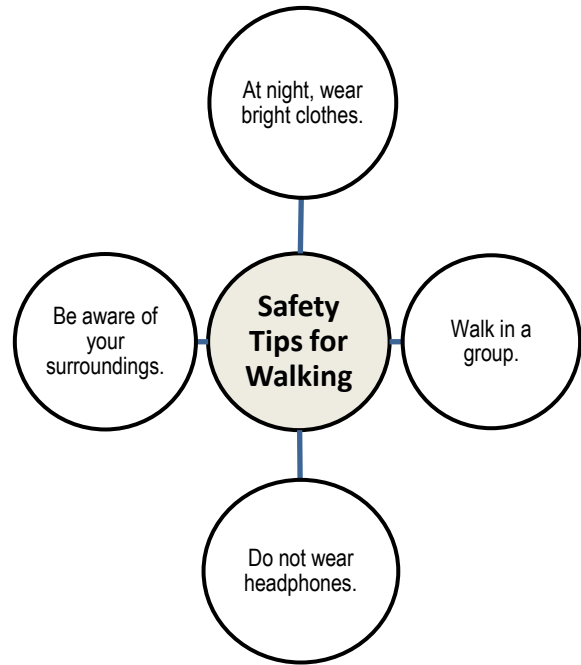 At night, wear
bright clothes.
Be aware of
your
surroundings.
Safety
Tips for
Walking
Walk in a
group.
Do not wear
headphones.